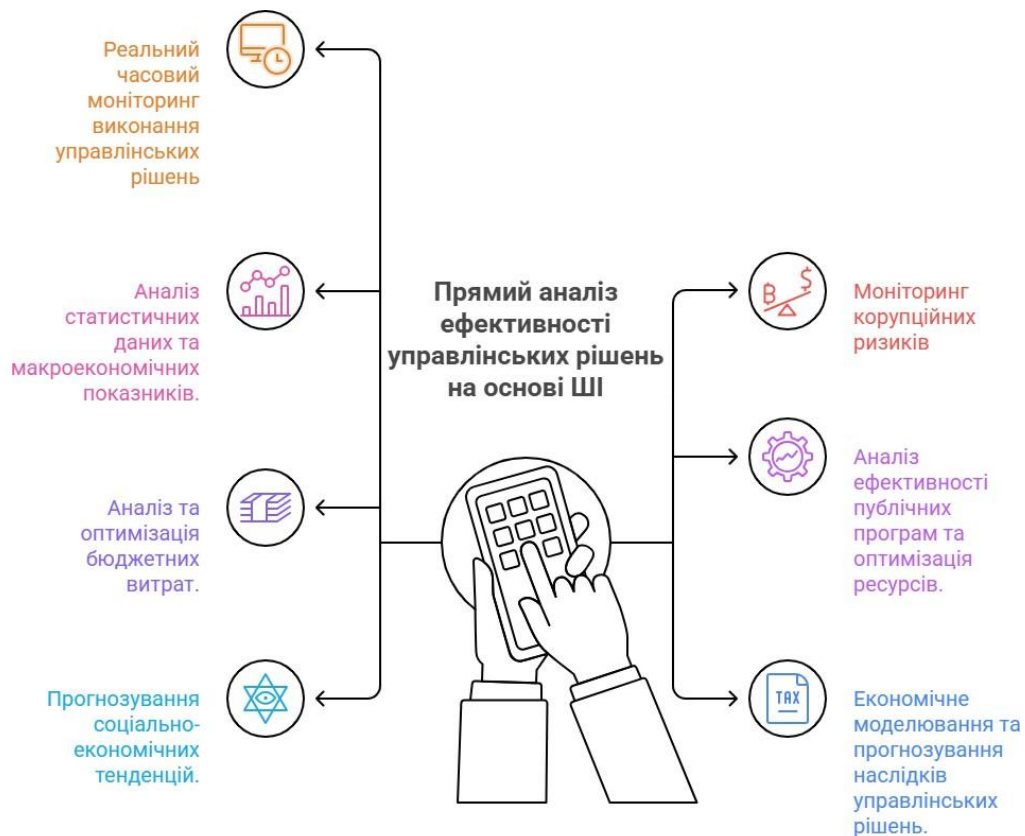 Реальний
часовий
моніторинг
виконання
управлінських
рішень
Аналіз
статистичних
даних та
макроекономічних
показників.
Аналіз та
оптимізація
бюджетних
витрат.
Прогнозування
соціально-
економічних
тенденцій.
Прямий аналіз
ефективності
управлінських рішень
на основі ШІ
B $
Моніторинг
корупційних
ризиків
Аналіз
ефективності
публічних
програм та
оптимізація
ресурсів.
TAX
Економічне
моделювання та
прогнозування
наслідків
управлінських
рішень.